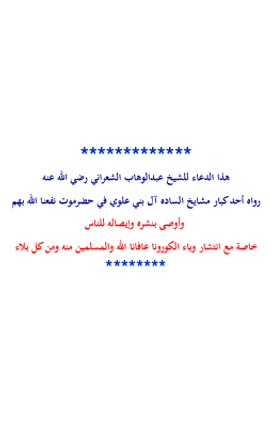 *************
هذا الدعاء للشيخ عبدالوهاب الشعراني رضي الله عنه
رواه أحد كبار مشايخ الساده آل بني علوي في حضرموت نفعنا الله بهم
وأوصى بنشره وإيصاله للناس
خاصة مع انتشار وباء الكورونا عافانا الله والمسلمين منه ومن كل بلاء
********